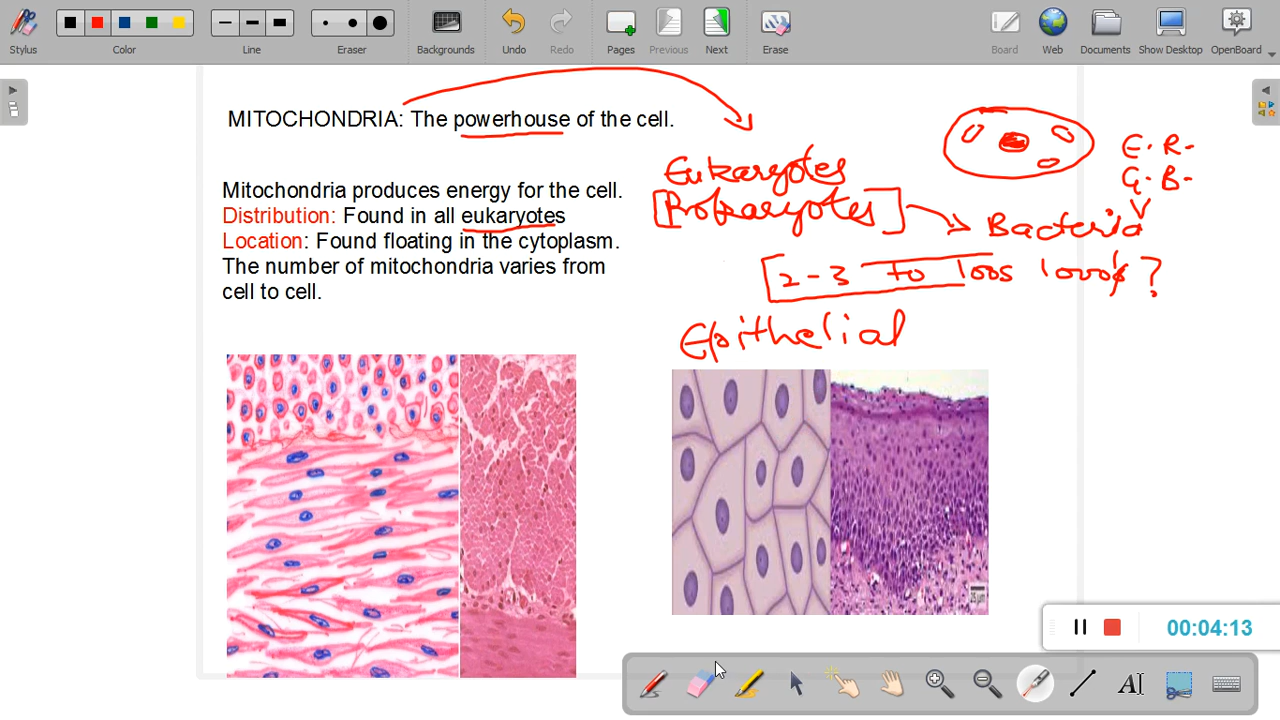 Stylus
Color
Line
Eraser
Backgrounds
Undo
Redo
Pages
Previous
Next
Erase
Board
Web
Documents
Show Desktop
OpenBoard
MITOCHONDRIA: The powerhouse of the cell.
Mitochondria produces energy for the cell.
Distribution: Found in all eukaryotes
Location: Found floating in the cytoplasm.
The number of mitochondria varies from
cell to cell.
Eukaryotes
[Prokaryotes]
E. R.
G. B.
Bacteria
[2-3 to 100s 1000s ?
Epithelial
25 µm
00:04:13